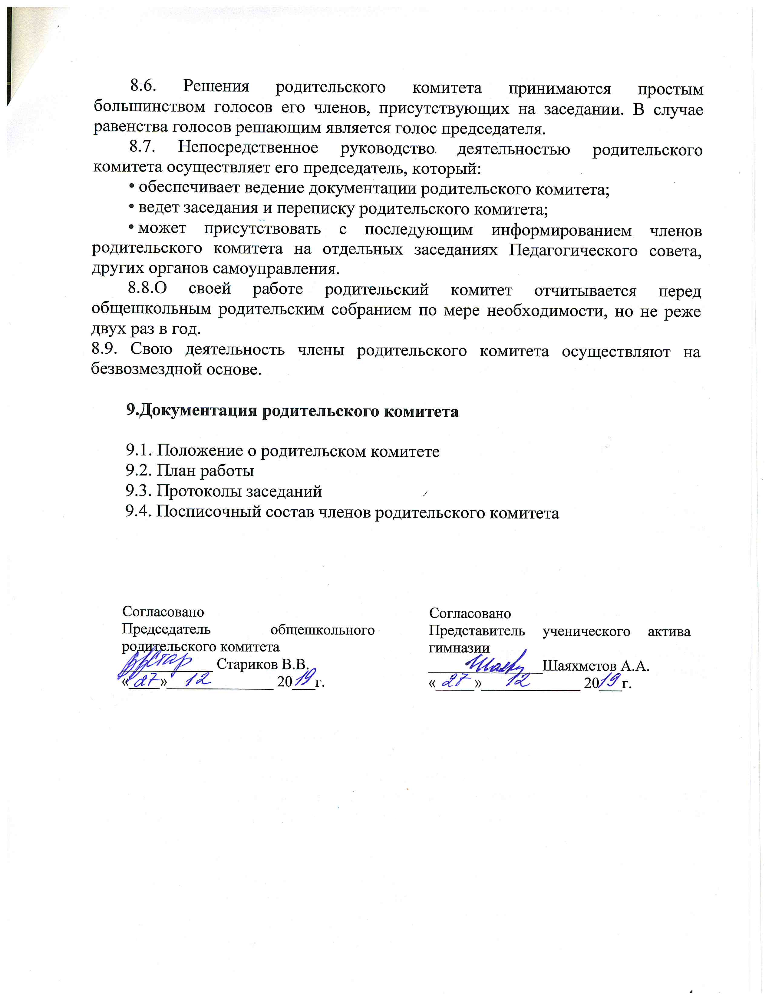 8.6. Решения родительского комитета принимаются простым
большинством голосов его членов, присутствующих на заседании. В случае
равенства голосов решающим является голос председателя.
8.7. Непосредственное руководство деятельностью родительского
комитета осуществляет его председатель, который:
• обеспечивает ведение документации родительского комитета;
• ведет заседания и переписку родительского комитета;
• может присутствовать с последующим информированием членов
родительского комитета на отдельных заседаниях Педагогического совета,
других органов самоуправления.
8.8.О своей работе родительский комитет отчитывается перед
общешкольным родительским собранием по мере необходимости, но не реже
двух раз в год.
8.9. Свою деятельность члены родительского комитета осуществляют на
безвозмездной основе.
9.Документация родительского комитета
9.1. Положение о родительском комитете
9.2. План работы
9.3. Протоколы заседаний
9.4. Посписочный состав членов родительского комитета
Согласовано
Председатель общешкольного
родительского комитета
Стариков В.В.
«27» 12 2019г.
Согласовано
Представитель ученического актива
гимназии
Шаяхметов А.А.
«27» 12 2019г.